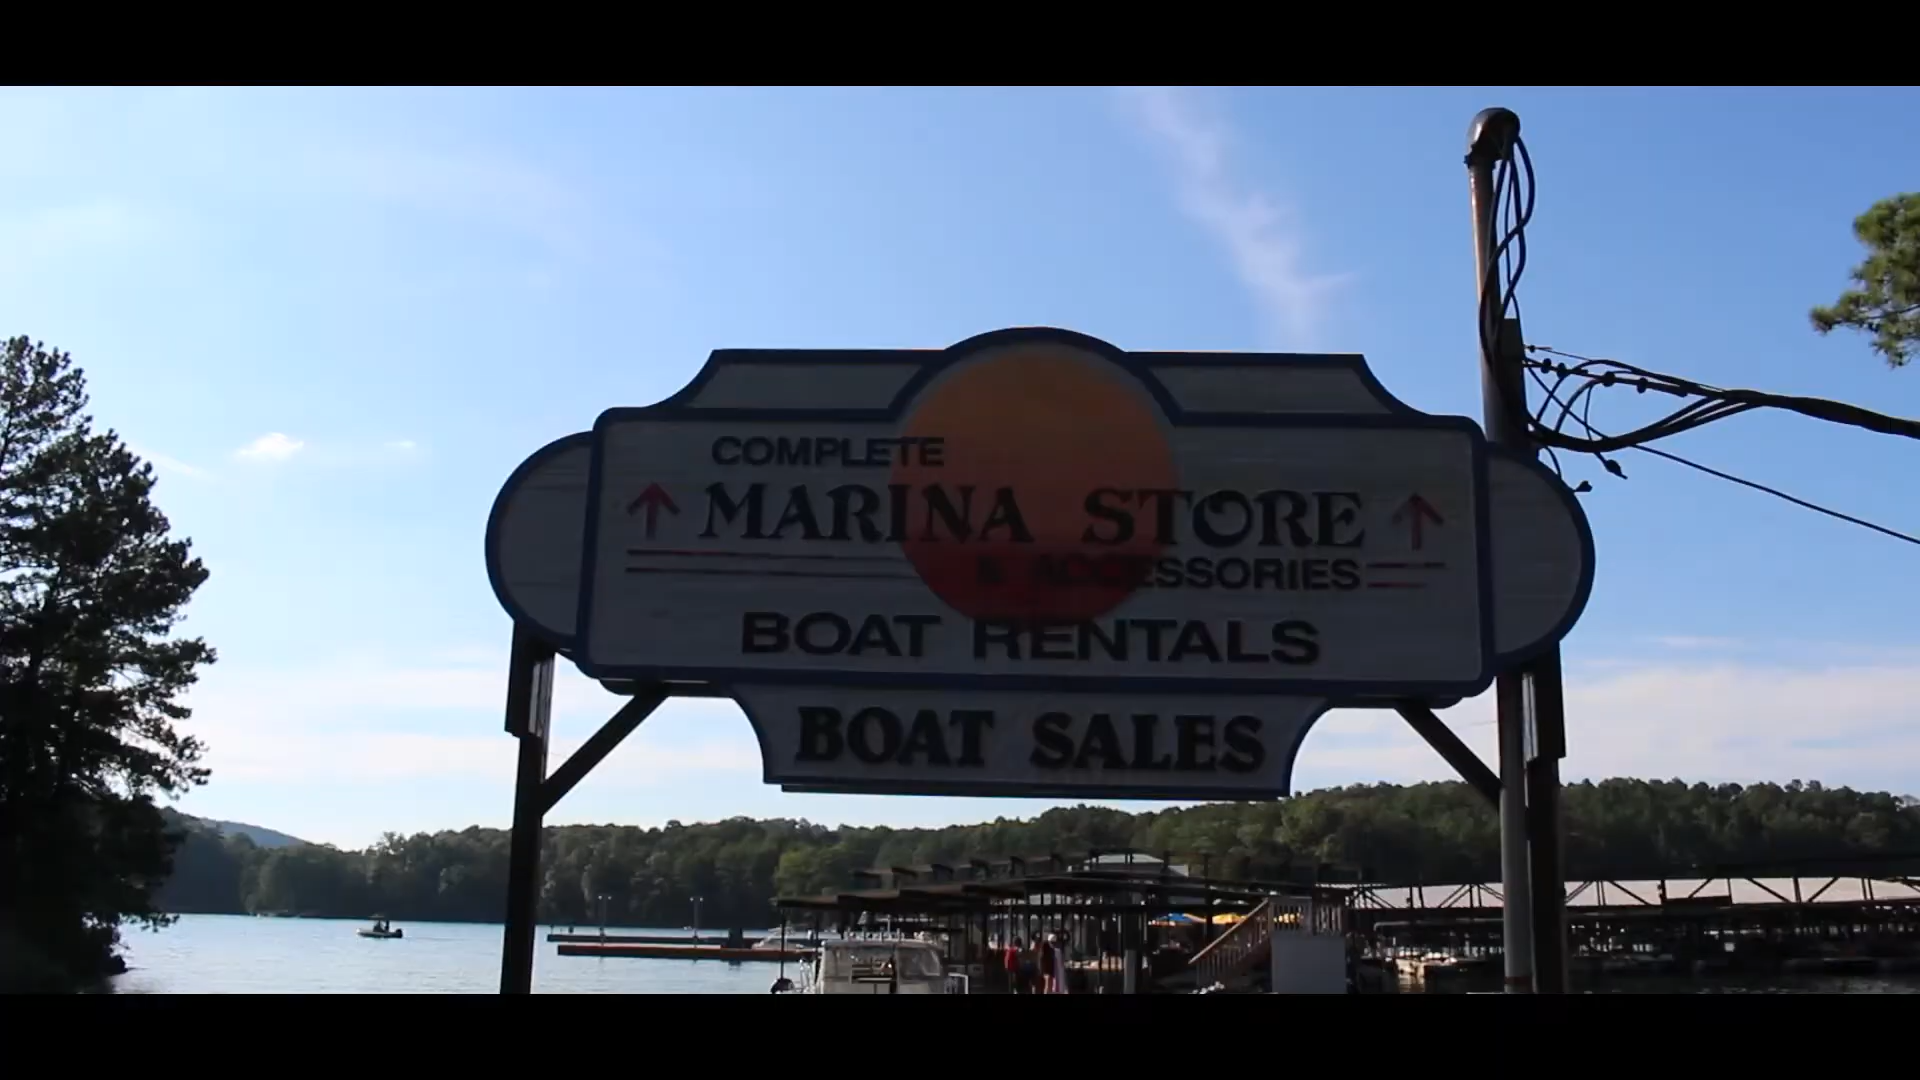 COMPLETE
MARINA STORE
& ACCESSORIES
BOAT RENTALS
BOAT SALES